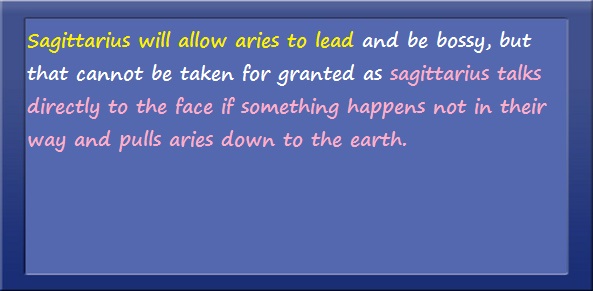 Sagittarius will allow aries to lead and be bossy, but
that cannot be taken for granted as sagittarius talks
directly to the face if something happens not in their
way and pulls aries down to the earth.